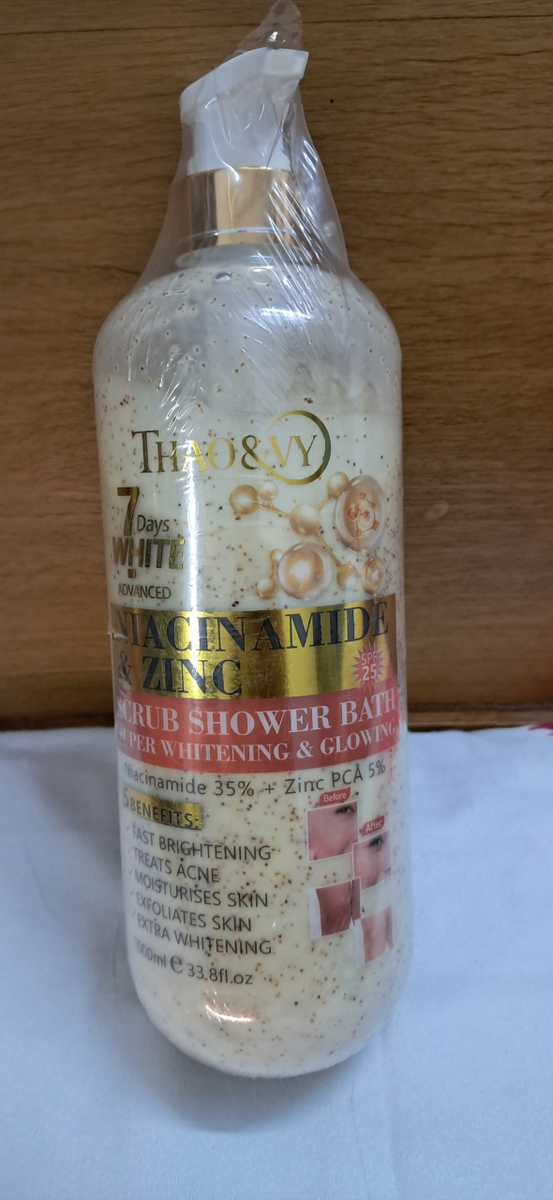 THAO&VY
7 Days
WHITE
ADVANCED
NIACINAMIDE
& ZINC
SPF
25
SCRUB SHOWER BATH
SUPER WHITENING & GLOWING
Niacinamide 35% + Zinc PCA 5%
5 BENEFITS:
Before
After
FAST BRIGHTENING
TREATS ACNE
MOISTURISES SKIN
EXFOLIATES SKIN
EXTRA WHITENING
1000ml e 33.8fl.oz